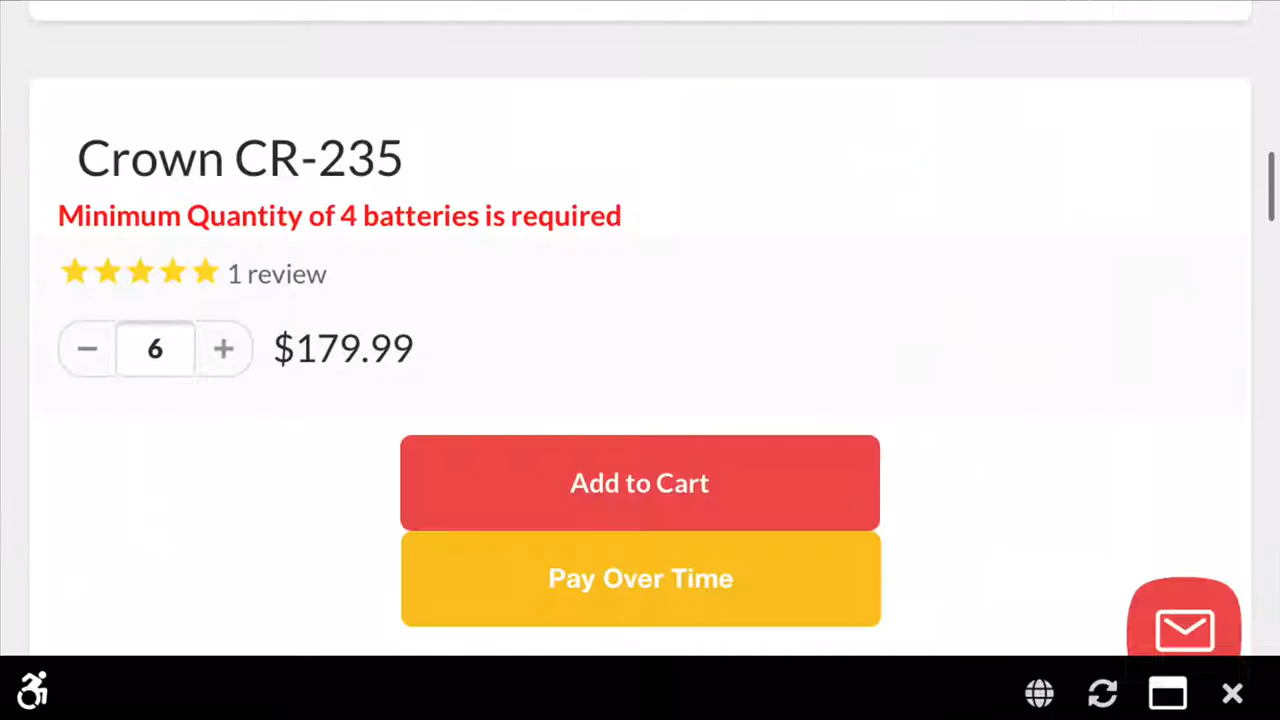 Crown CR-235
Minimum Quantity of 4 batteries is required
1 review
6
$179.99
Add to Cart
Pay Over Time